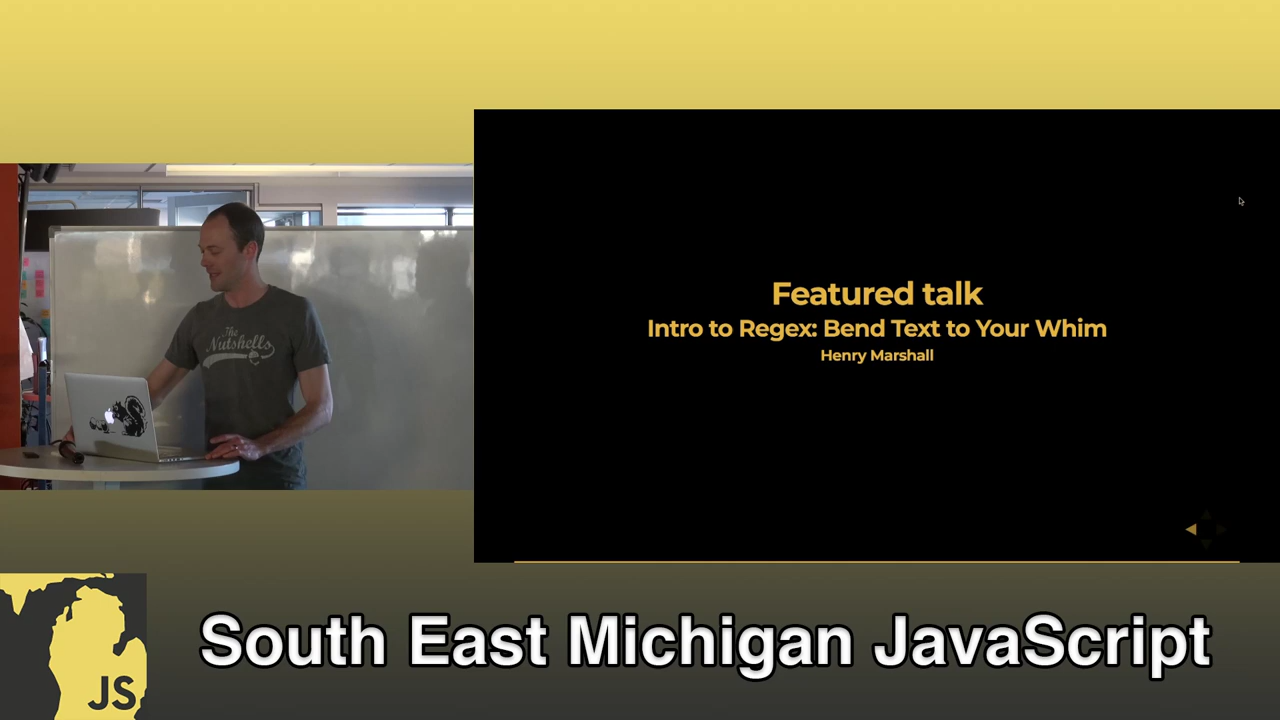 The
Nutshells
Featured talk
Intro to Regex: Bend Text to Your Whim
Henry Marshall
JS
South East Michigan JavaScript